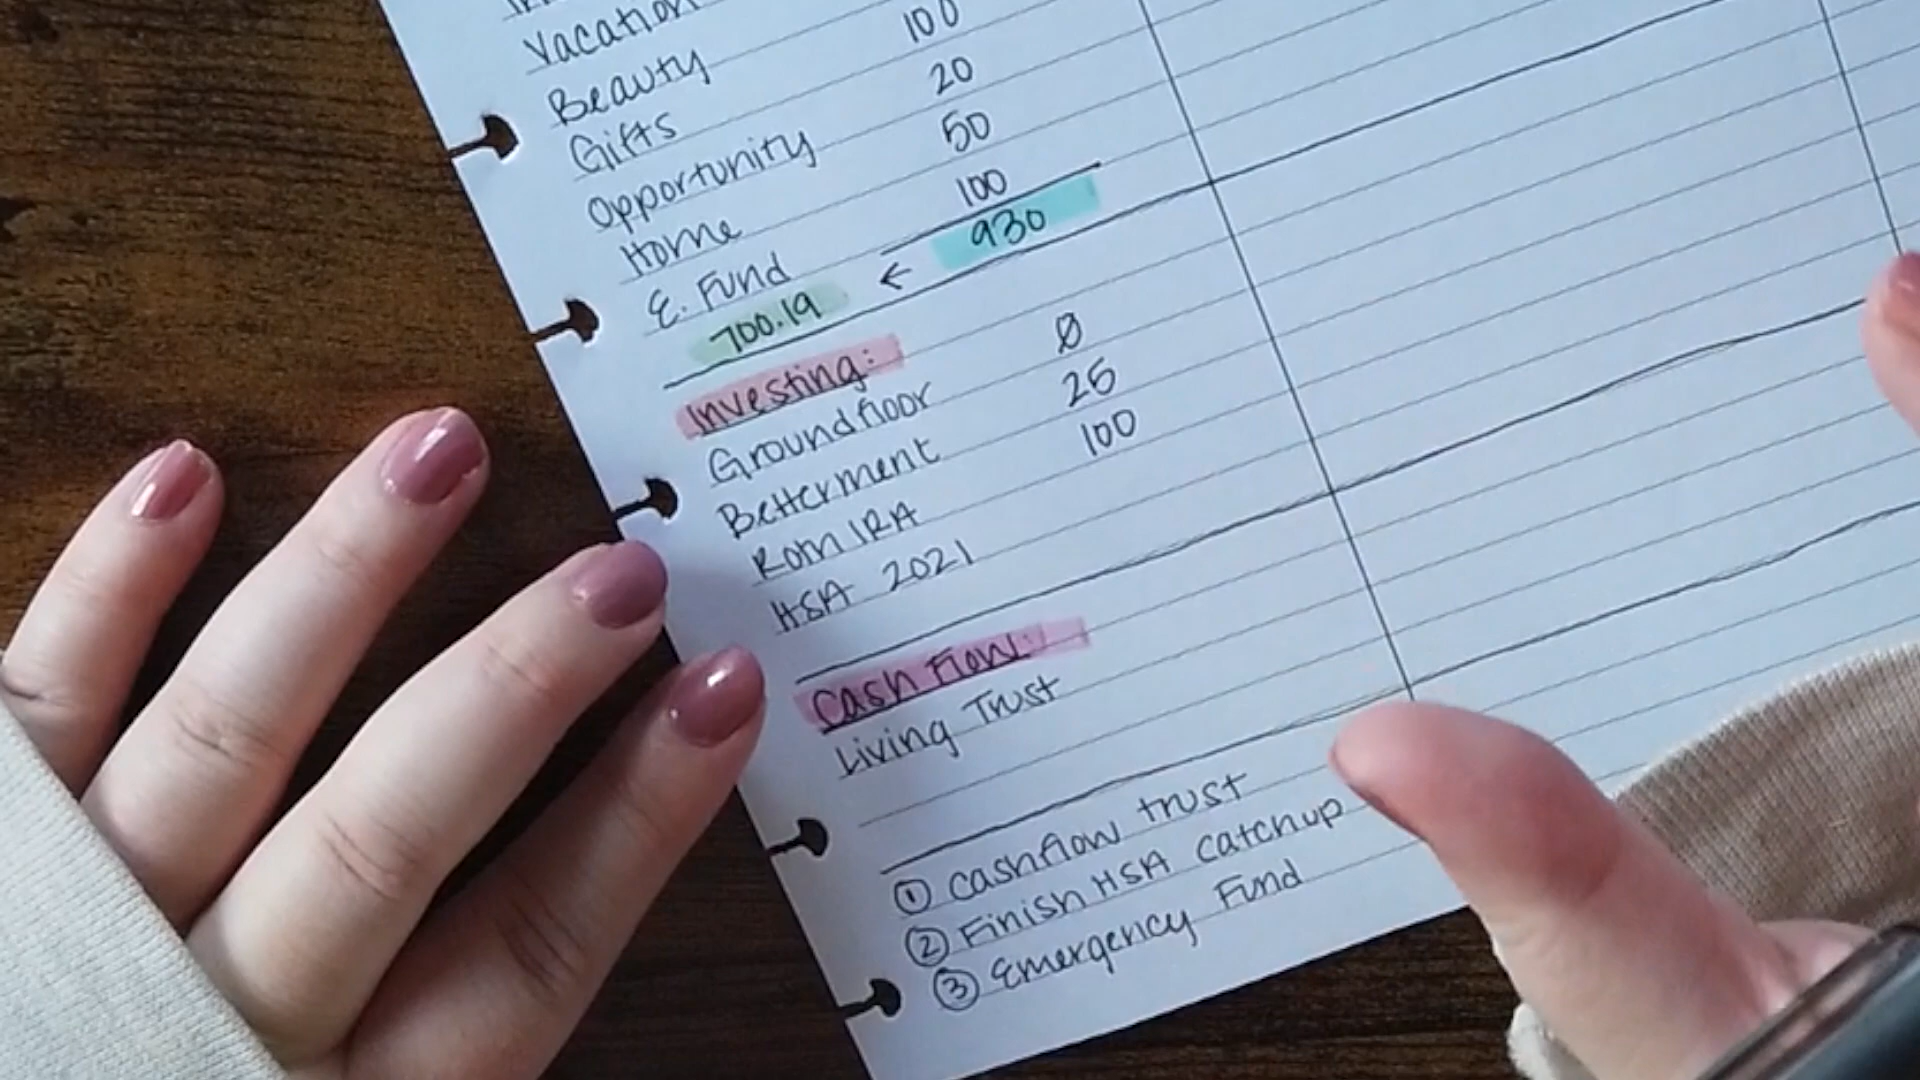 Vacation
Beauty
Gifts 100
Opportunity 20
Home 50
E. Fund 100
700.19 ← 930
Investing:
Groundfloor Ø
Betterment 25
Roth IRA 100
HSA 2021
Cash Flow:
Living Trust
① cashflow trust
② Finish HSA catchup
③ Emergency Fund